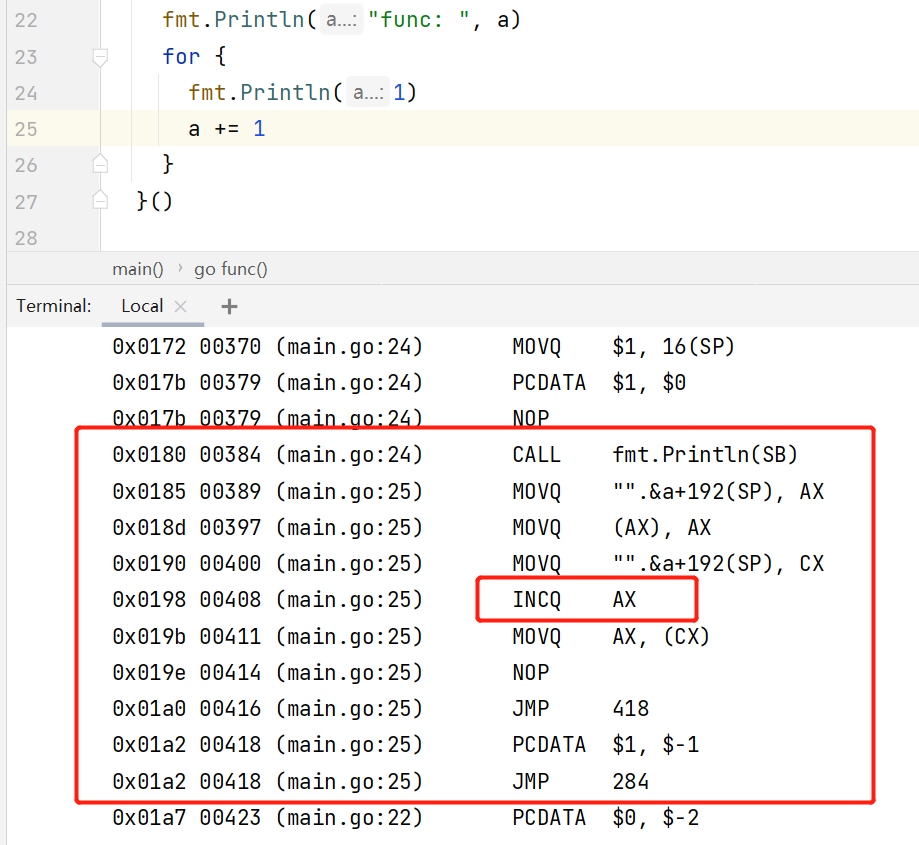 22 fmt.Println( a...: "func: ", a)
23 for {
24 fmt.Println( a...: 1)
25 a += 1
26 }
27 }()
28
main() › go func()
Terminal: Local × +
0x0172 00370 (main.go:24) MOVQ $1, 16(SP)
0x017b 00379 (main.go:24) PCDATA $1, $0
0x017b 00379 (main.go:24) NOP
0x0180 00384 (main.go:24) CALL fmt.Println(SB)
0x0185 00389 (main.go:25) MOVQ "".&a+192(SP), AX
0x018d 00397 (main.go:25) MOVQ (AX), AX
0x0190 00400 (main.go:25) MOVQ "".&a+192(SP), CX
0x0198 00408 (main.go:25) INCQ AX
0x019b 00411 (main.go:25) MOVQ AX, (CX)
0x019e 00414 (main.go:25) NOP
0x01a0 00416 (main.go:25) JMP 418
0x01a2 00418 (main.go:25) PCDATA $1, $-1
0x01a2 00418 (main.go:25) JMP 284
0x01a7 00423 (main.go:22) PCDATA $0, $-2